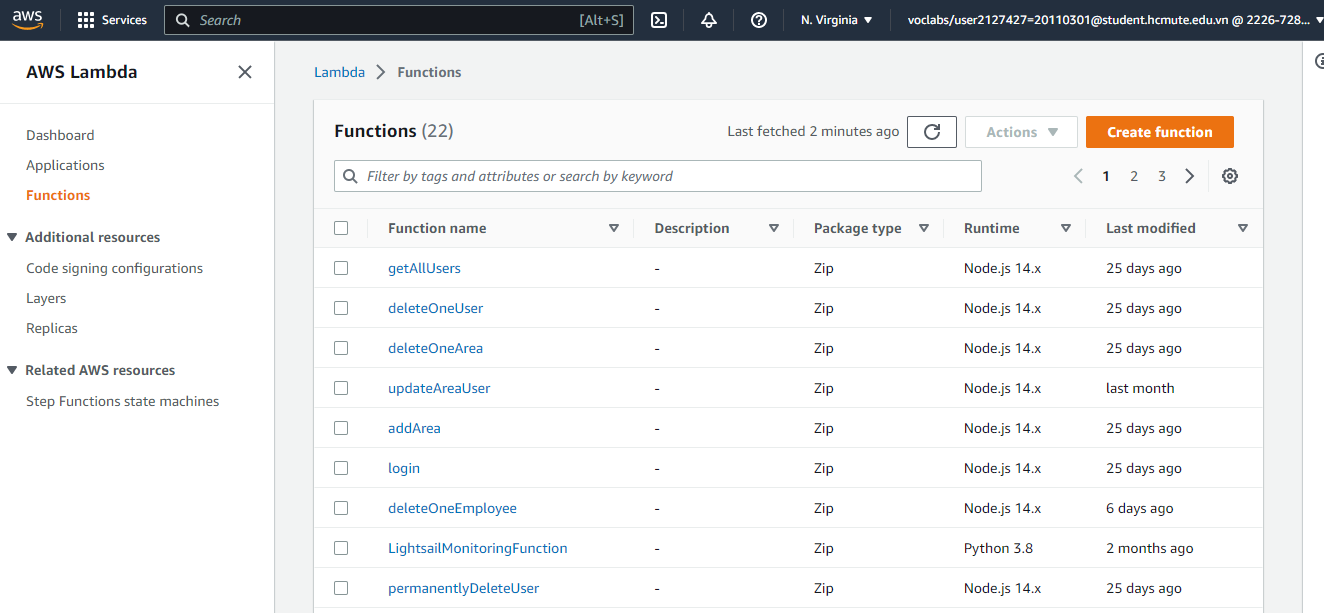 aws Services Search [Alt+S] N. Virginia voclabs/user2127427=20110301@student.hcmute.edu.vn @ 2226-728...
AWS Lambda
Dashboard
Applications
Functions
Additional resources
Code signing configurations
Layers
Replicas
Related AWS resources
Step Functions state machines
Lambda Functions
Functions (22) Last fetched 2 minutes ago Actions Create function
Filter by tags and attributes or search by keyword 1 2 3
Function name Description Package type Runtime Last modified
getAllUsers - Zip Node.js 14.x 25 days ago
deleteOneUser - Zip Node.js 14.x 25 days ago
deleteOneArea - Zip Node.js 14.x 25 days ago
updateAreaUser - Zip Node.js 14.x last month
addArea - Zip Node.js 14.x 25 days ago
login - Zip Node.js 14.x 25 days ago
deleteOneEmployee - Zip Node.js 14.x 6 days ago
LightsailMonitoringFunction - Zip Python 3.8 2 months ago
permanentlyDeleteUser - Zip Node.js 14.x 25 days ago